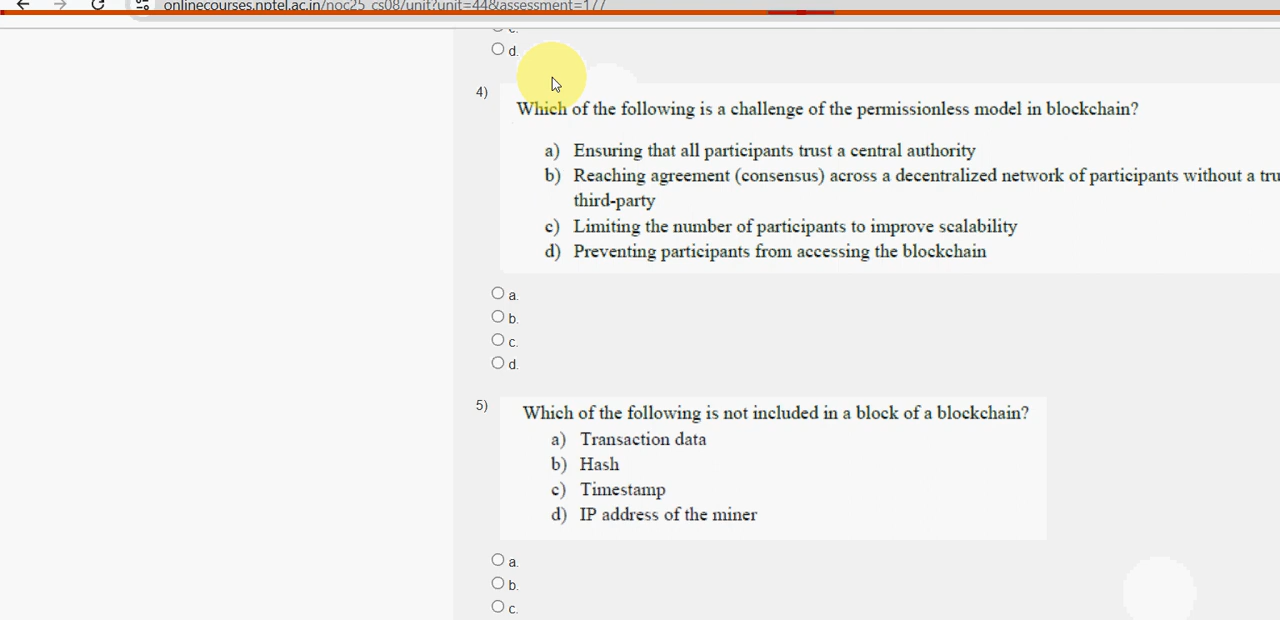 onlinecourses.nptel.ac.in/noc25_cs08/unit?unit=44&assessment=177
c.
d.
4)
Which of the following is a challenge of the permissionless model in blockchain?
a) Ensuring that all participants trust a central authority
b) Reaching agreement (consensus) across a decentralized network of participants without a tru
third-party
c) Limiting the number of participants to improve scalability
d) Preventing participants from accessing the blockchain
a.
b.
c.
d.
5)
Which of the following is not included in a block of a blockchain?
a) Transaction data
b) Hash
c) Timestamp
d) IP address of the miner
a.
b.
c.